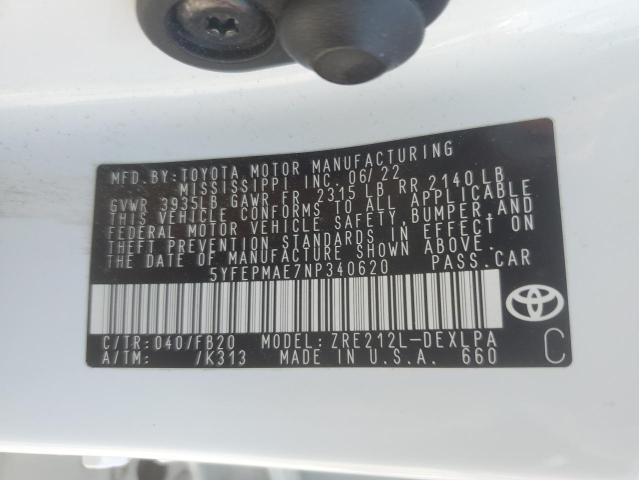 MFD. BY: TOYOTA MOTOR MANUFACTURING
MISSISSIPPI INC. 06/22
GVWR 3935LB GAWR FR. 2315 LB RR 2140 LB
THIS VEHICLE CONFORMS TO ALL APPLICABLE
FEDERAL MOTOR VEHICLE SAFETY, BUMPER, AND
THEFT PREVENTION STANDARDS IN EFFECT ON
THE DATE OF MANUFACTURE SHOWN ABOVE.
5YFEPMAE7NP340620 PASS. CAR
C/TR: 040/FB20 MODEL: ZRE212L-DEXLPA
A/TM: /K313 MADE IN U.S.A. 660 C